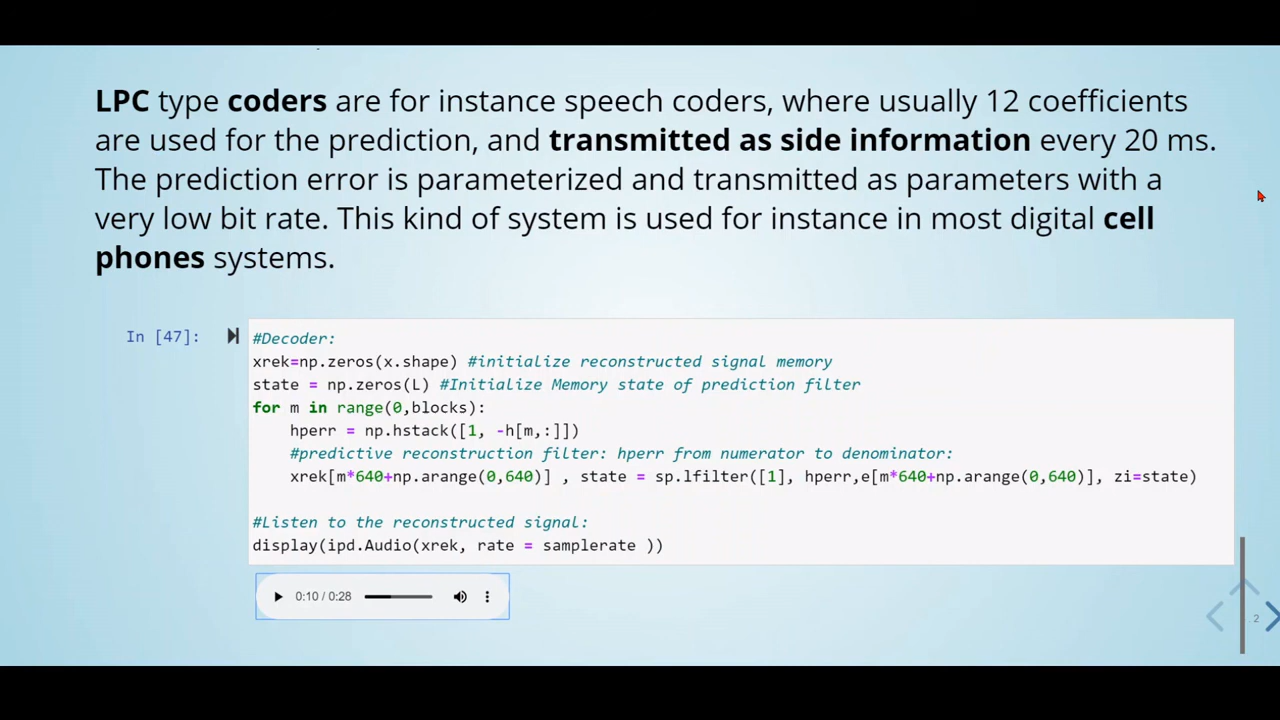 LPC type coders are for instance speech coders, where usually 12 coefficients
are used for the prediction, and transmitted as side information every 20 ms.
The prediction error is parameterized and transmitted as parameters with a
very low bit rate. This kind of system is used for instance in most digital cell
phones systems.
In [47]:
#Decoder:
xrek=np.zeros(x.shape) #initialize reconstructed signal memory
state = np.zeros(L) #Initialize Memory state of prediction filter
for m in range(0,blocks):
    hperr = np.hstack([1, -h[m,:]])
    #predictive reconstruction filter: hperr from numerator to denominator:
    xrek[m*640+np.arange(0,640)] , state = sp.lfilter([1], hperr,e[m*640+np.arange(0,640)], zi=state)
#Listen to the reconstructed signal:
display(ipd.Audio(xrek, rate = samplerate ))
0:10 / 0:28
. 2